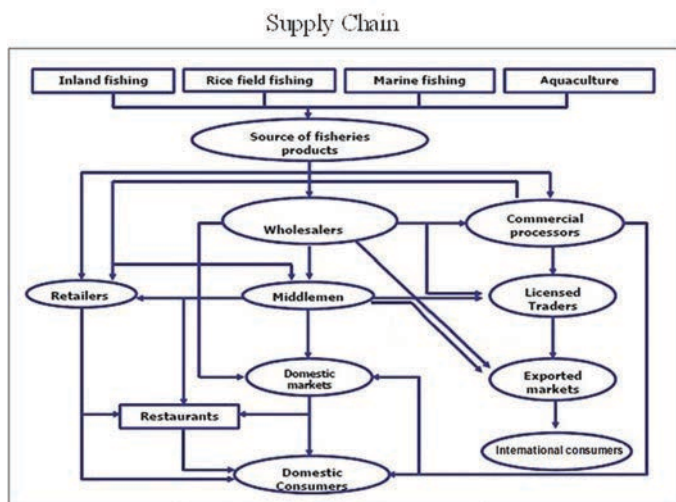 Supply Chain
Inland fishing
Rice field fishing
Marine fishing
Aquaculture
Source of fisheries
products
Wholesalers
Commercial
processors
Retailers
Middlemen
Licensed
Traders
Domestic
markets
Exported
markets
Restaurants
International consumers
Domestic
Consumers